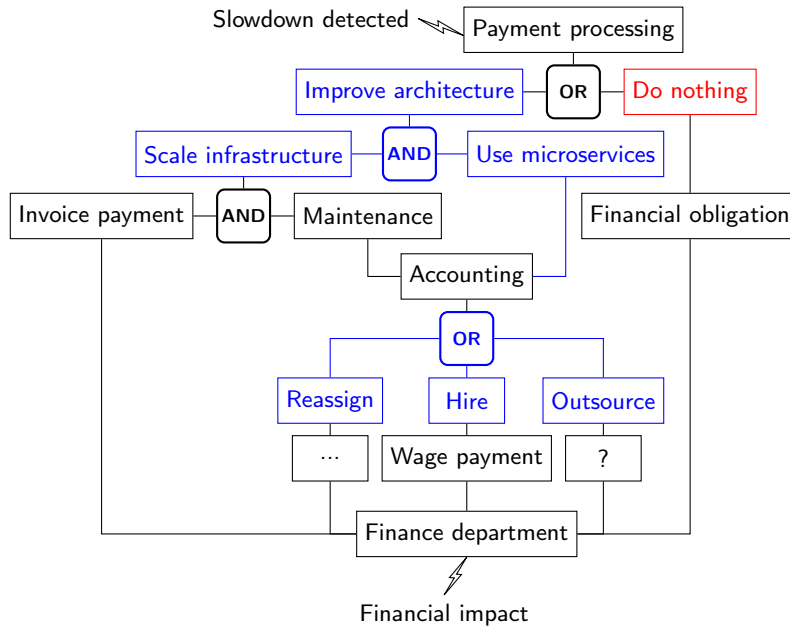 Slowdown detected
Payment processing
Improve architecture
OR
Do nothing
Scale infrastructure
AND
Use microservices
Invoice payment
AND
Maintenance
Financial obligation
Accounting
OR
Reassign
Hire
Outsource
...
Wage payment
?
Finance department
Financial impact